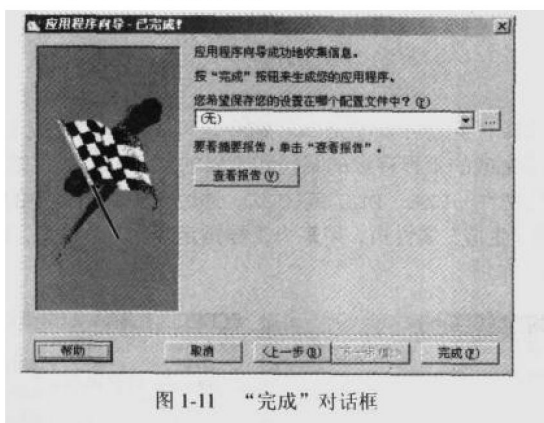 应用程序向导 - 已完成!
应用程序向导成功地收集信息。
按“完成”按钮来生成您的应用程序。
您希望保存您的设置在哪个配置文件中? (F)
(无)
...
要看摘要报告，单击“查看报告”。
查看报告(V)
帮助
取消
<上一步(B)
下一步(N)>
完成(F)
图 1-11 “完成”对话框